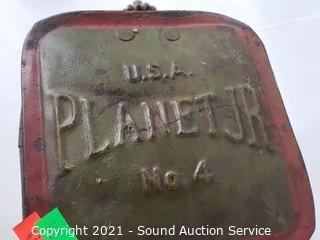 U.S.A.
PLANET JR
No. 4
Copyright 2021 - Sound Auction Service